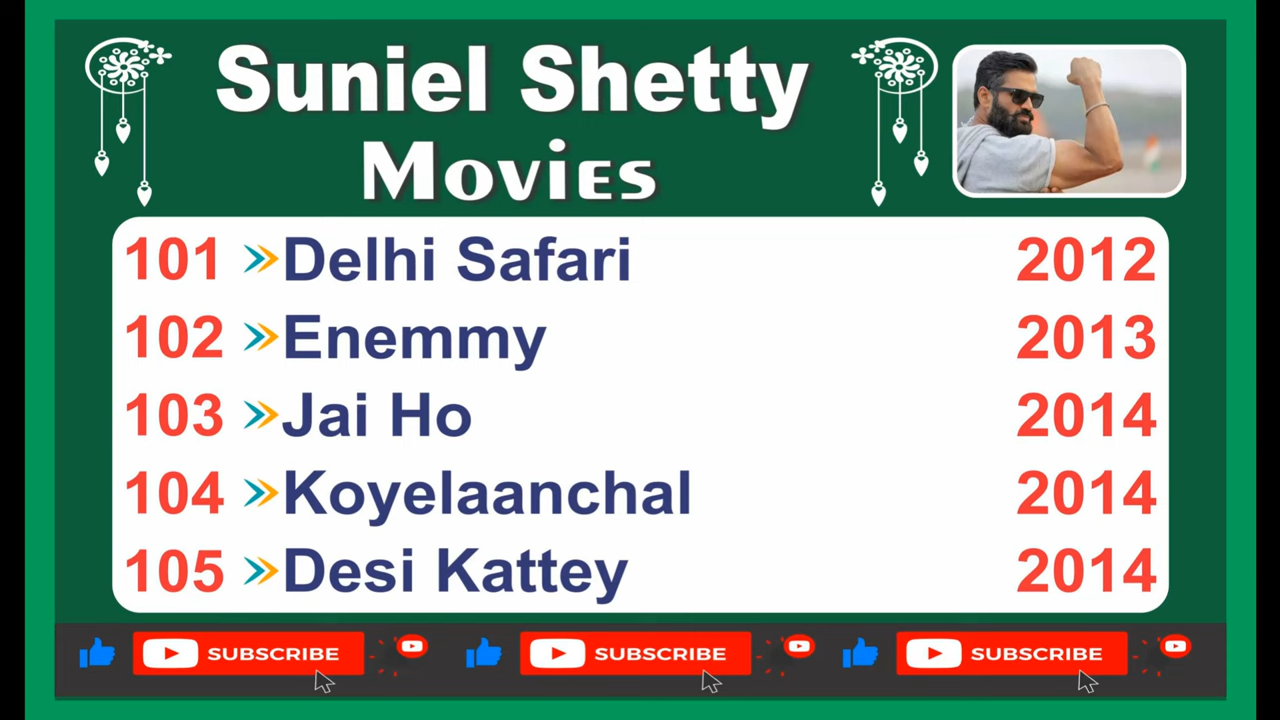 Suniel Shetty
Movies
101 Delhi Safari 2012
102 Enemmy 2013
103 Jai Ho 2014
104 Koyelaanchal 2014
105 Desi Kattey 2014
SUBSCRIBE SUBSCRIBE SUBSCRIBE